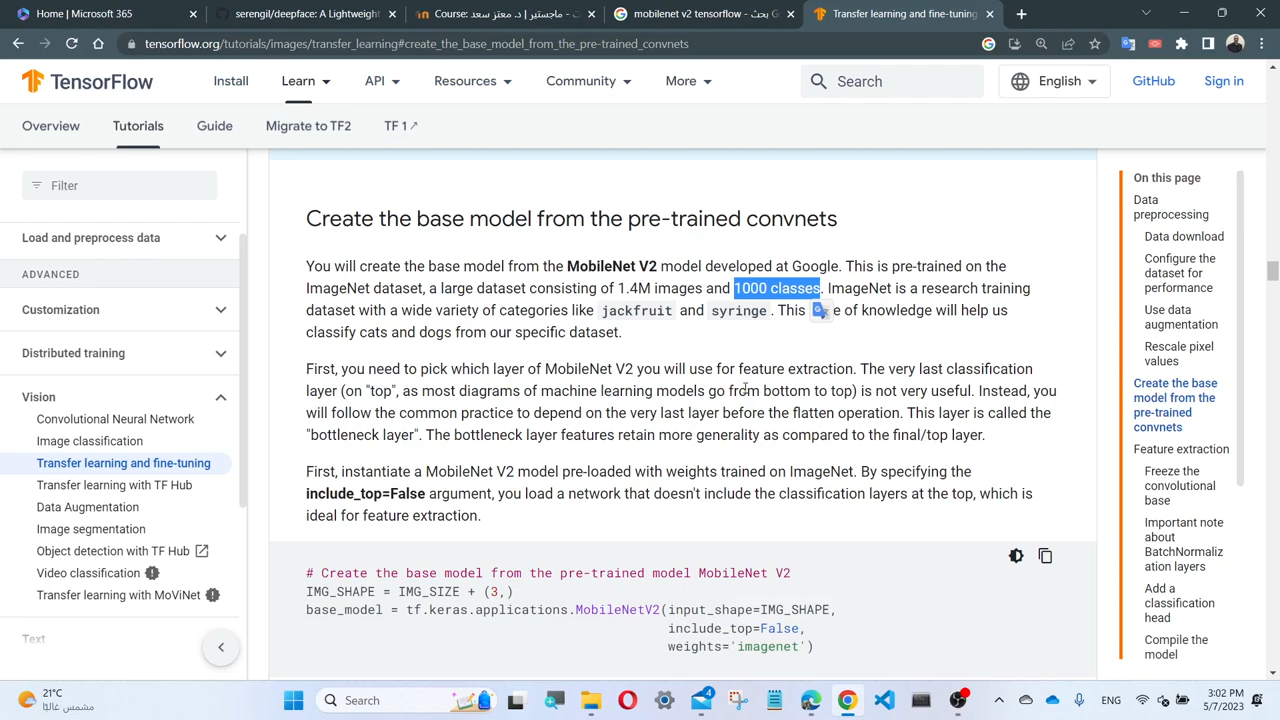 Home | Microsoft 365
serengil/deepface: A Lightweight
Course: ماجستير | د. معتز سعد -
mobilenet v2 tensorflow - بحث Google
Transfer learning and fine-tuning
tensorflow.org/tutorials/images/transfer_learning#create_the_base_model_from_the_pre-trained_convnets
TensorFlow
Install
Learn
API
Resources
Community
More
Search
English
GitHub
Sign in
Overview
Tutorials
Guide
Migrate to TF2
TF 1↗
Filter
Load and preprocess data
ADVANCED
Customization
Distributed training
Vision
Convolutional Neural Network
Image classification
Transfer learning and fine-tuning
Transfer learning with TF Hub
Data Augmentation
Image segmentation
Object detection with TF Hub
Video classification
Transfer learning with MoViNet
Text
Create the base model from the pre-trained convnets
You will create the base model from the MobileNet V2 model developed at Google. This is pre-trained on the
ImageNet dataset, a large dataset consisting of 1.4M images and 1000 classes. ImageNet is a research training
dataset with a wide variety of categories like jackfruit and syringe. This e of knowledge will help us
classify cats and dogs from our specific dataset.
First, you need to pick which layer of MobileNet V2 you will use for feature extraction. The very last classification
layer (on "top", as most diagrams of machine learning models go from bottom to top) is not very useful. Instead, you
will follow the common practice to depend on the very last layer before the flatten operation. This layer is called the
"bottleneck layer". The bottleneck layer features retain more generality as compared to the final/top layer.
First, instantiate a MobileNet V2 model pre-loaded with weights trained on ImageNet. By specifying the
include_top=False argument, you load a network that doesn't include the classification layers at the top, which is
ideal for feature extraction.
# Create the base model from the pre-trained model MobileNet V2
IMG_SHAPE = IMG_SIZE + (3,)
base_model = tf.keras.applications.MobileNetV2(input_shape=IMG_SHAPE,
include_top=False,
weights='imagenet')
On this page
Data
preprocessing
Data download
Configure the
dataset for
performance
Use data
augmentation
Rescale pixel
values
Create the base
model from the
pre-trained
convnets
Feature extraction
Freeze the
convolutional
base
Important note
about
BatchNormaliz
ation layers
Add a
classification
head
Compile the
model
21°C
مشمس غالبًا
Search
4
ENG
3:02 PM
5/7/2023